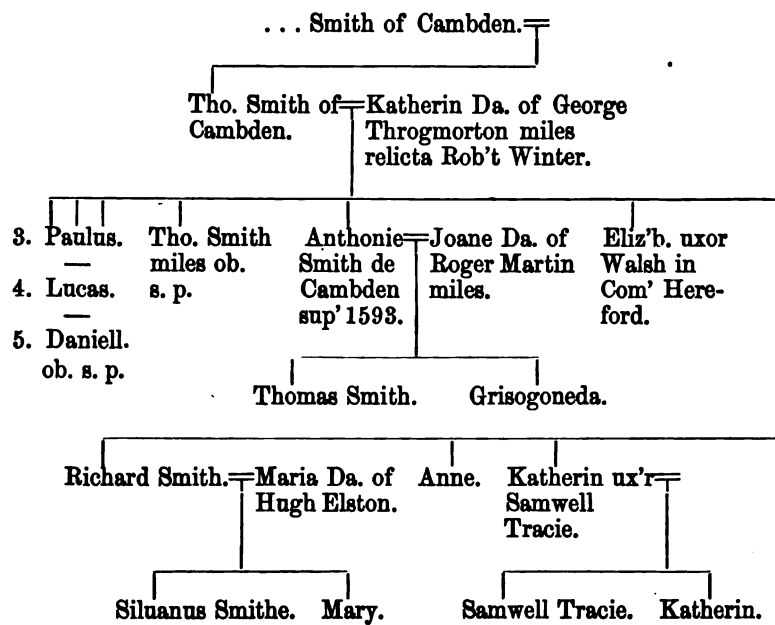 ... Smith of Cambden.
Tho. Smith of Cambden.
Katherin Da. of George Throgmorton miles relicta Rob't Winter.
3. Paulus.
—
4. Lucas.
—
5. Daniell. ob. s. p.
Tho. Smith
miles ob.
s. p.
Anthonie
Smith de
Cambden
sup' 1593.
Joane Da. of
Roger Martin
miles.
Eliz'b. uxor
Walsh in
Com' Here-
ford.
Thomas Smith.
Grisogoneda.
Richard Smith.
Maria Da. of
Hugh Elston.
Anne.
Katherin ux'r
Samwell
Tracie.
Siluanus Smithe.
Mary.
Samwell Tracie.
Katherin.